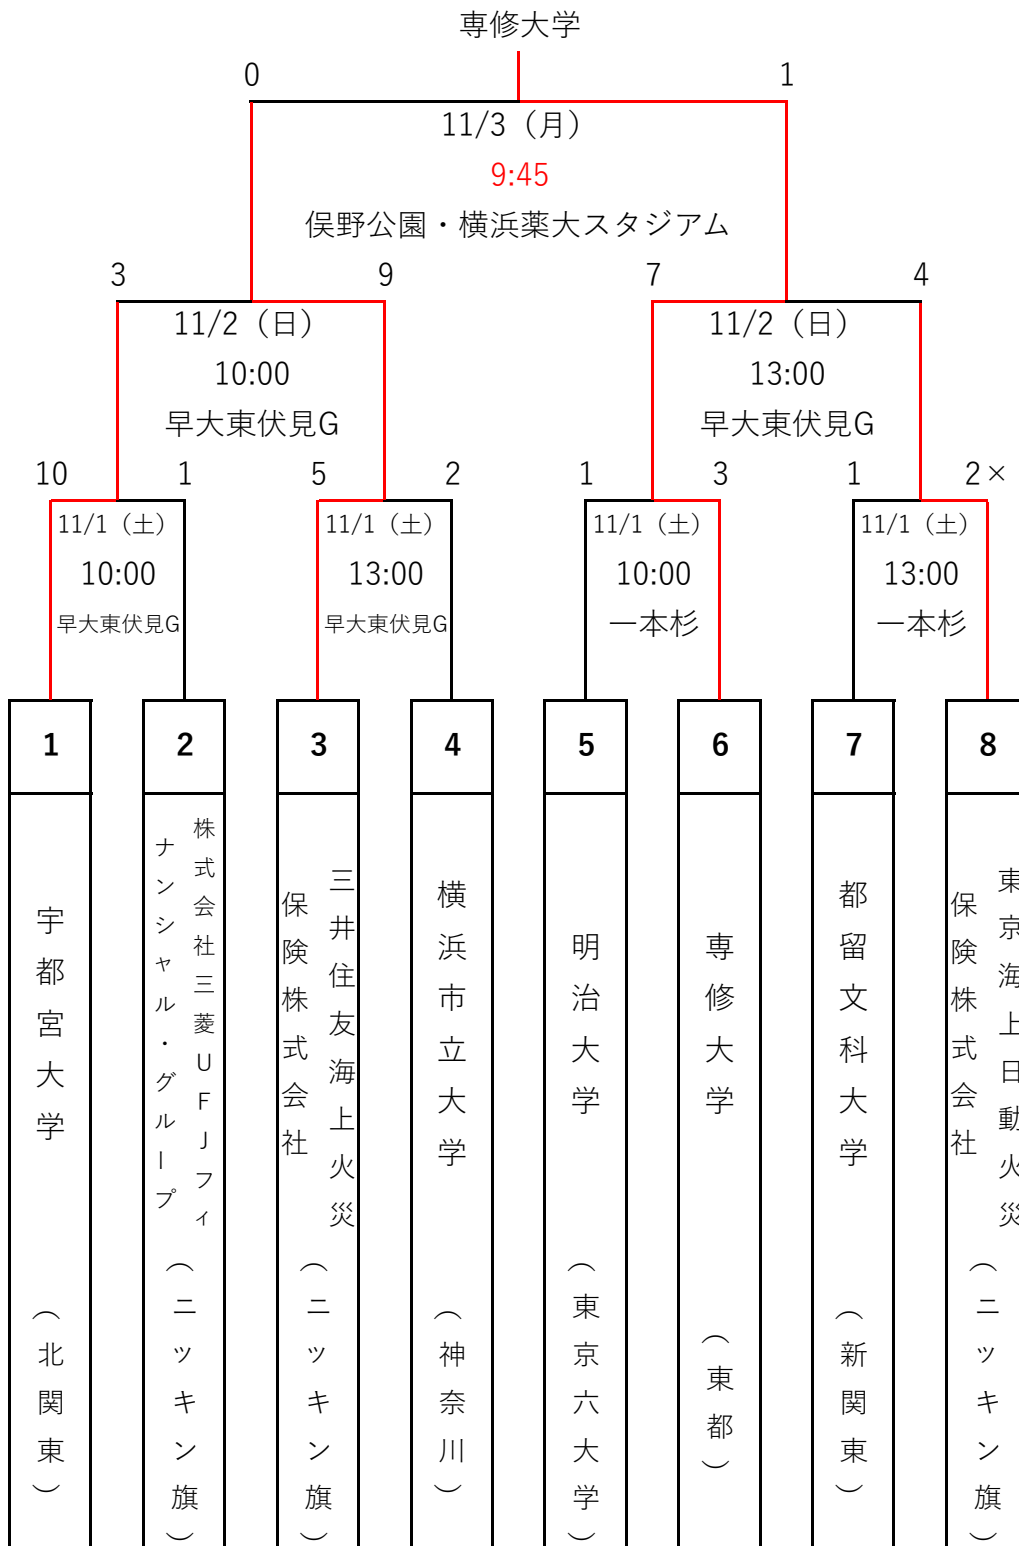 専修大学
0
1
11/3（月）
9:45
俣野公園・横浜薬大スタジアム
3
9
7
4
11/2（日）
10:00
早大東伏見G
11/2（日）
13:00
早大東伏見G
10
1
5
2
1
3
1
2×
11/1（土）
10:00
早大東伏見G
11/1（土）
13:00
早大東伏見G
11/1（土）
10:00
一本杉
11/1（土）
13:00
一本杉
1
宇都宮大学
（北関東）
2
株式会社三菱UFJフィ
ナンシャル・グループ
（ニッキン旗）
3
三井住友海上火災
保険株式会社
（ニッキン旗）
4
横浜市立大学
（神奈川）
5
明治大学
（東京六大学）
6
専修大学
（東都）
7
都留文科大学
（新関東）
8
東京海上日動火災
保険株式会社
（ニッキン旗）